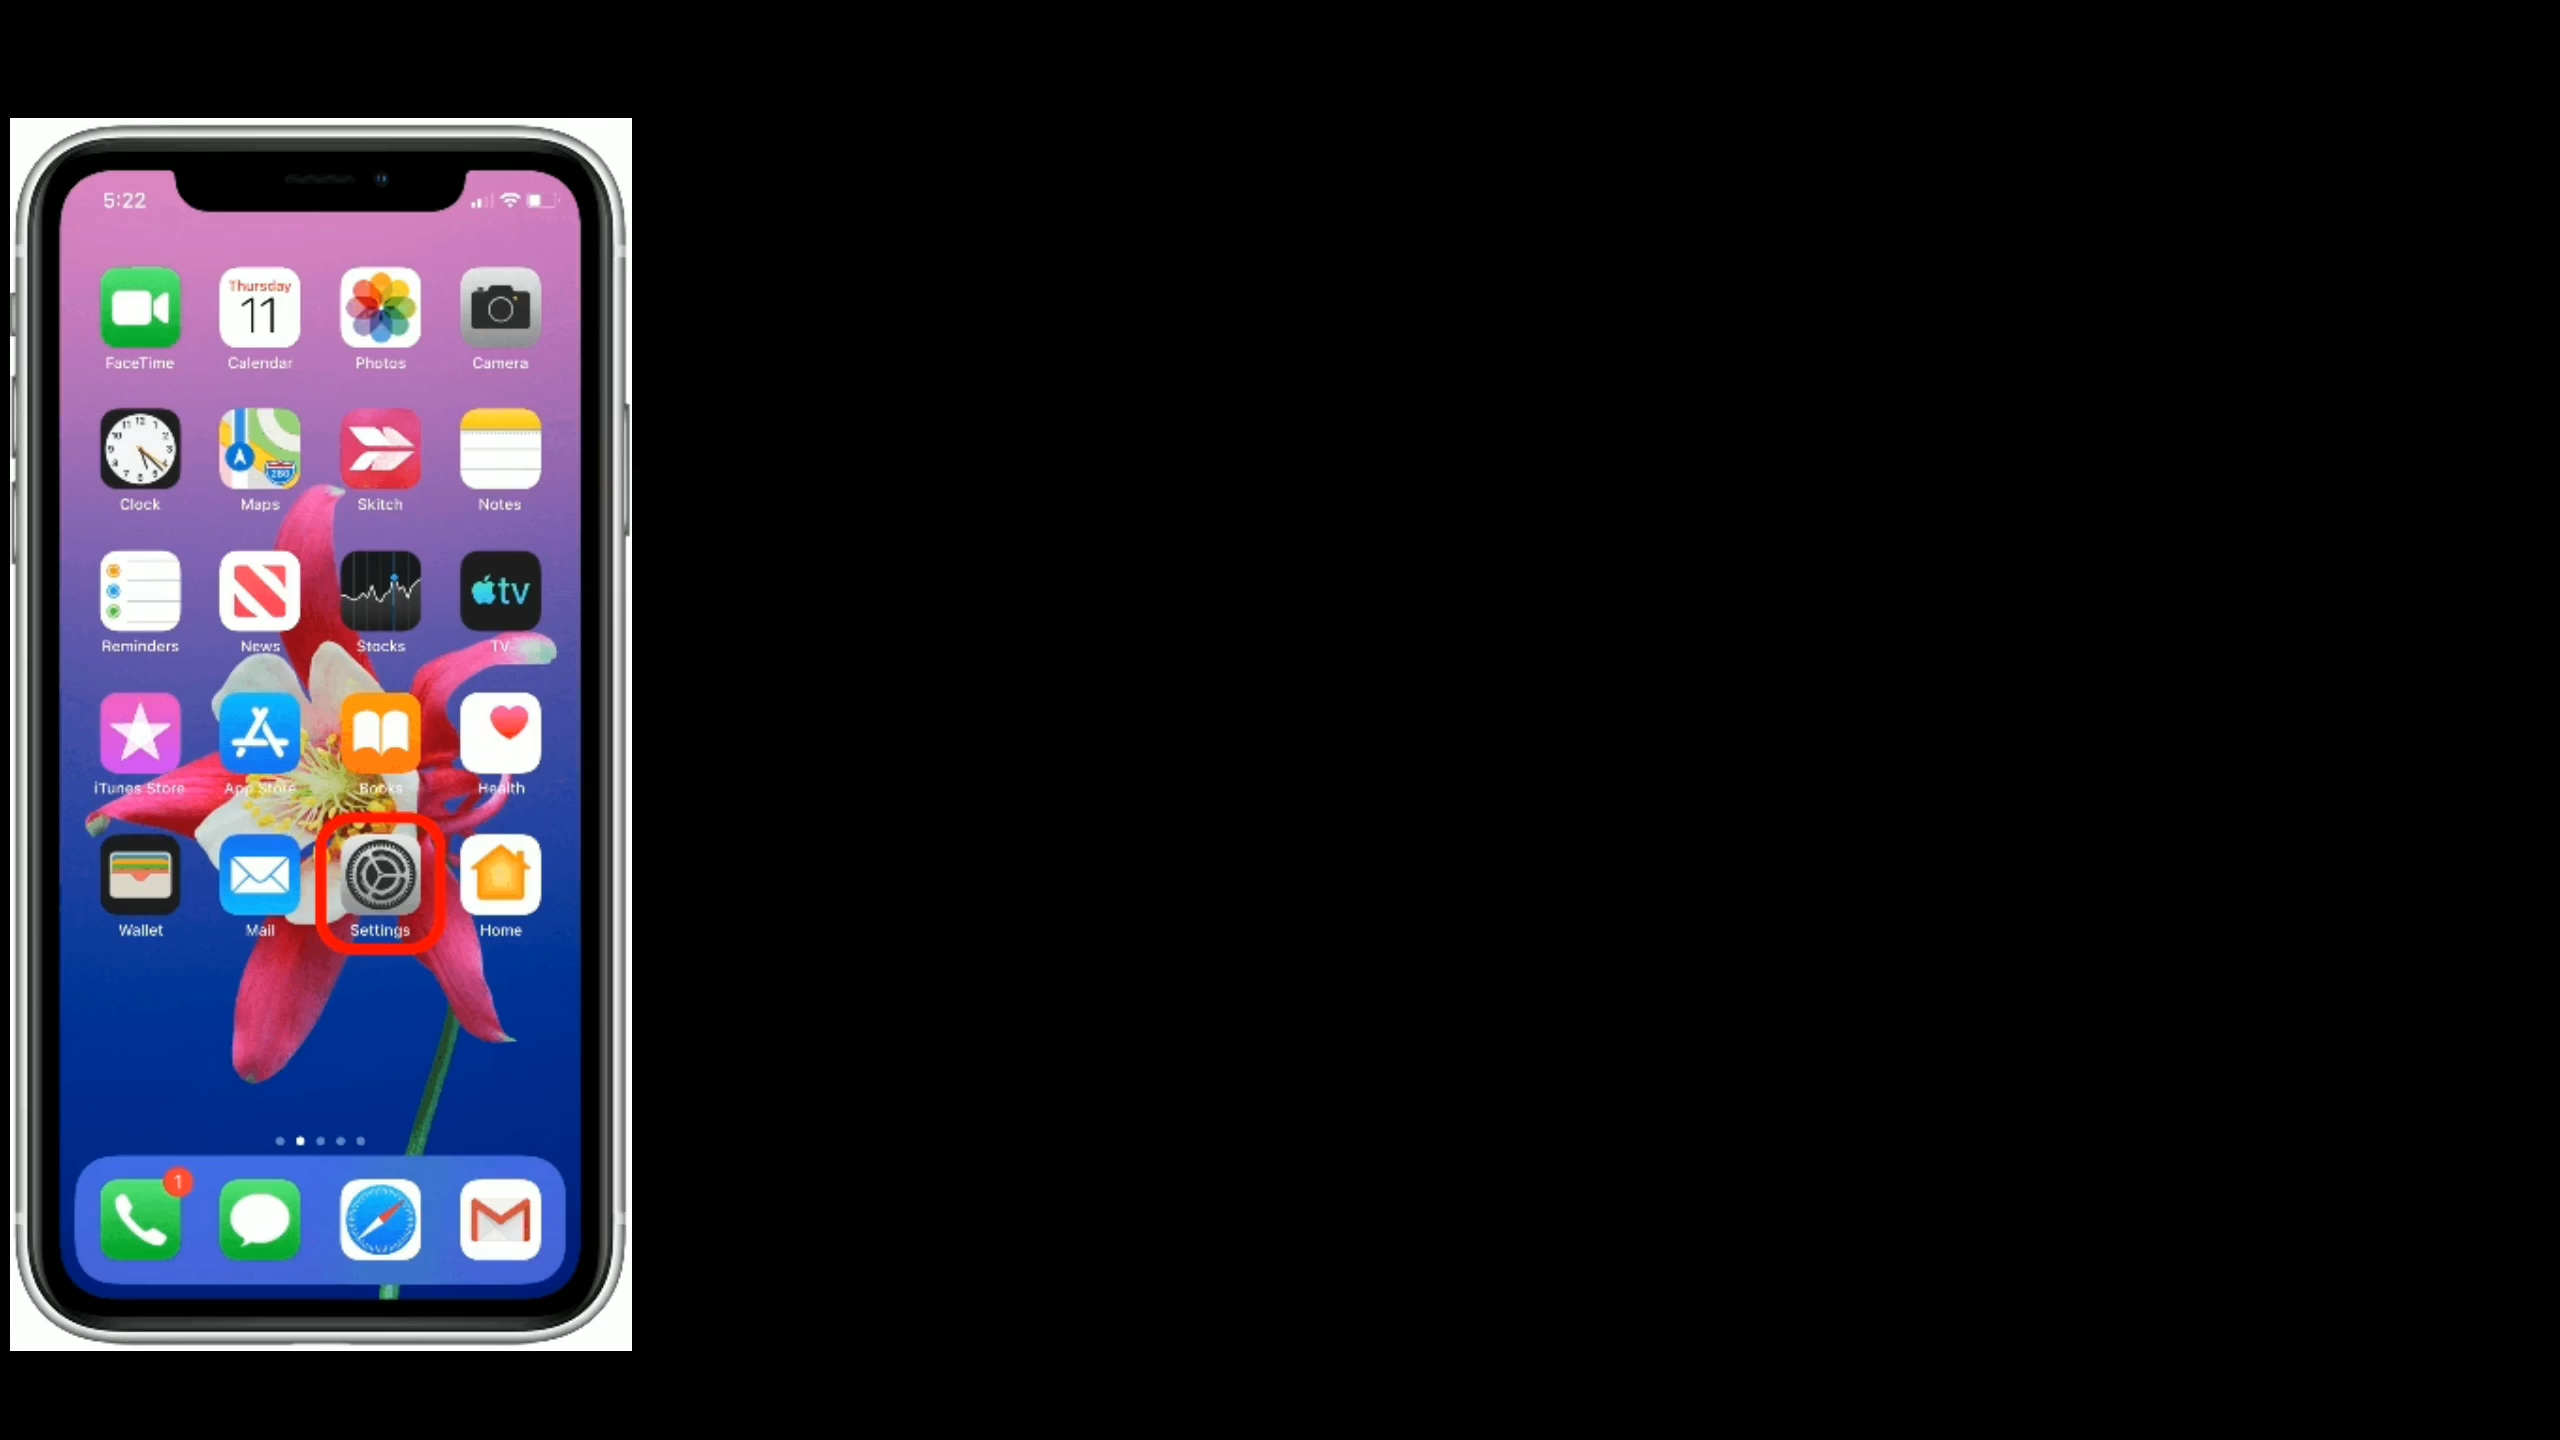 5:22
Thursday
11
FaceTime Calendar Photos Camera
280
Clock Maps Skitch Notes
tv
Reminders News Stocks TV
iTunes Store App Store Books Health
Wallet Mail Settings Home
1